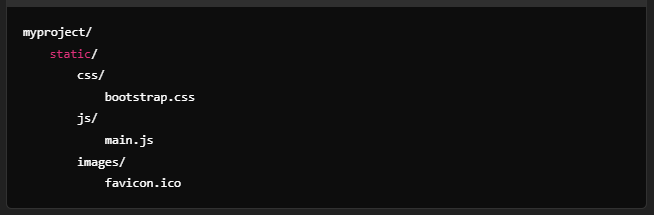 myproject/
static/
css/
bootstrap.css
js/
main.js
images/
favicon.ico